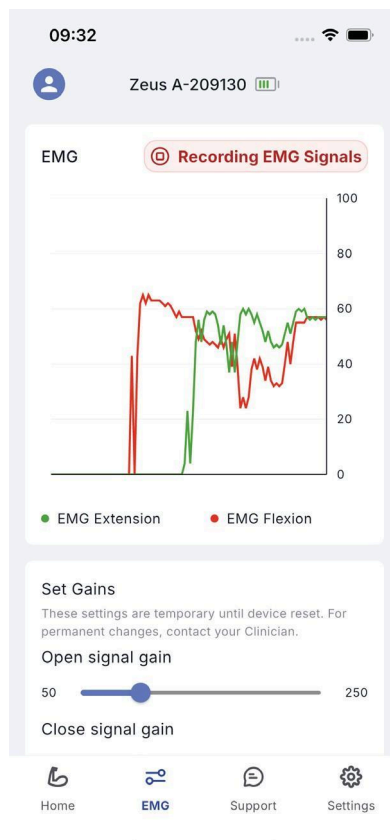 09:32
Zeus A-209130
EMG
Recording EMG Signals
100
80
60
40
20
0
EMG Extension
EMG Flexion
Set Gains
These settings are temporary until device reset. For
permanent changes, contact your Clinician.
Open signal gain
50
250
Close signal gain
Home
EMG
Support
Settings